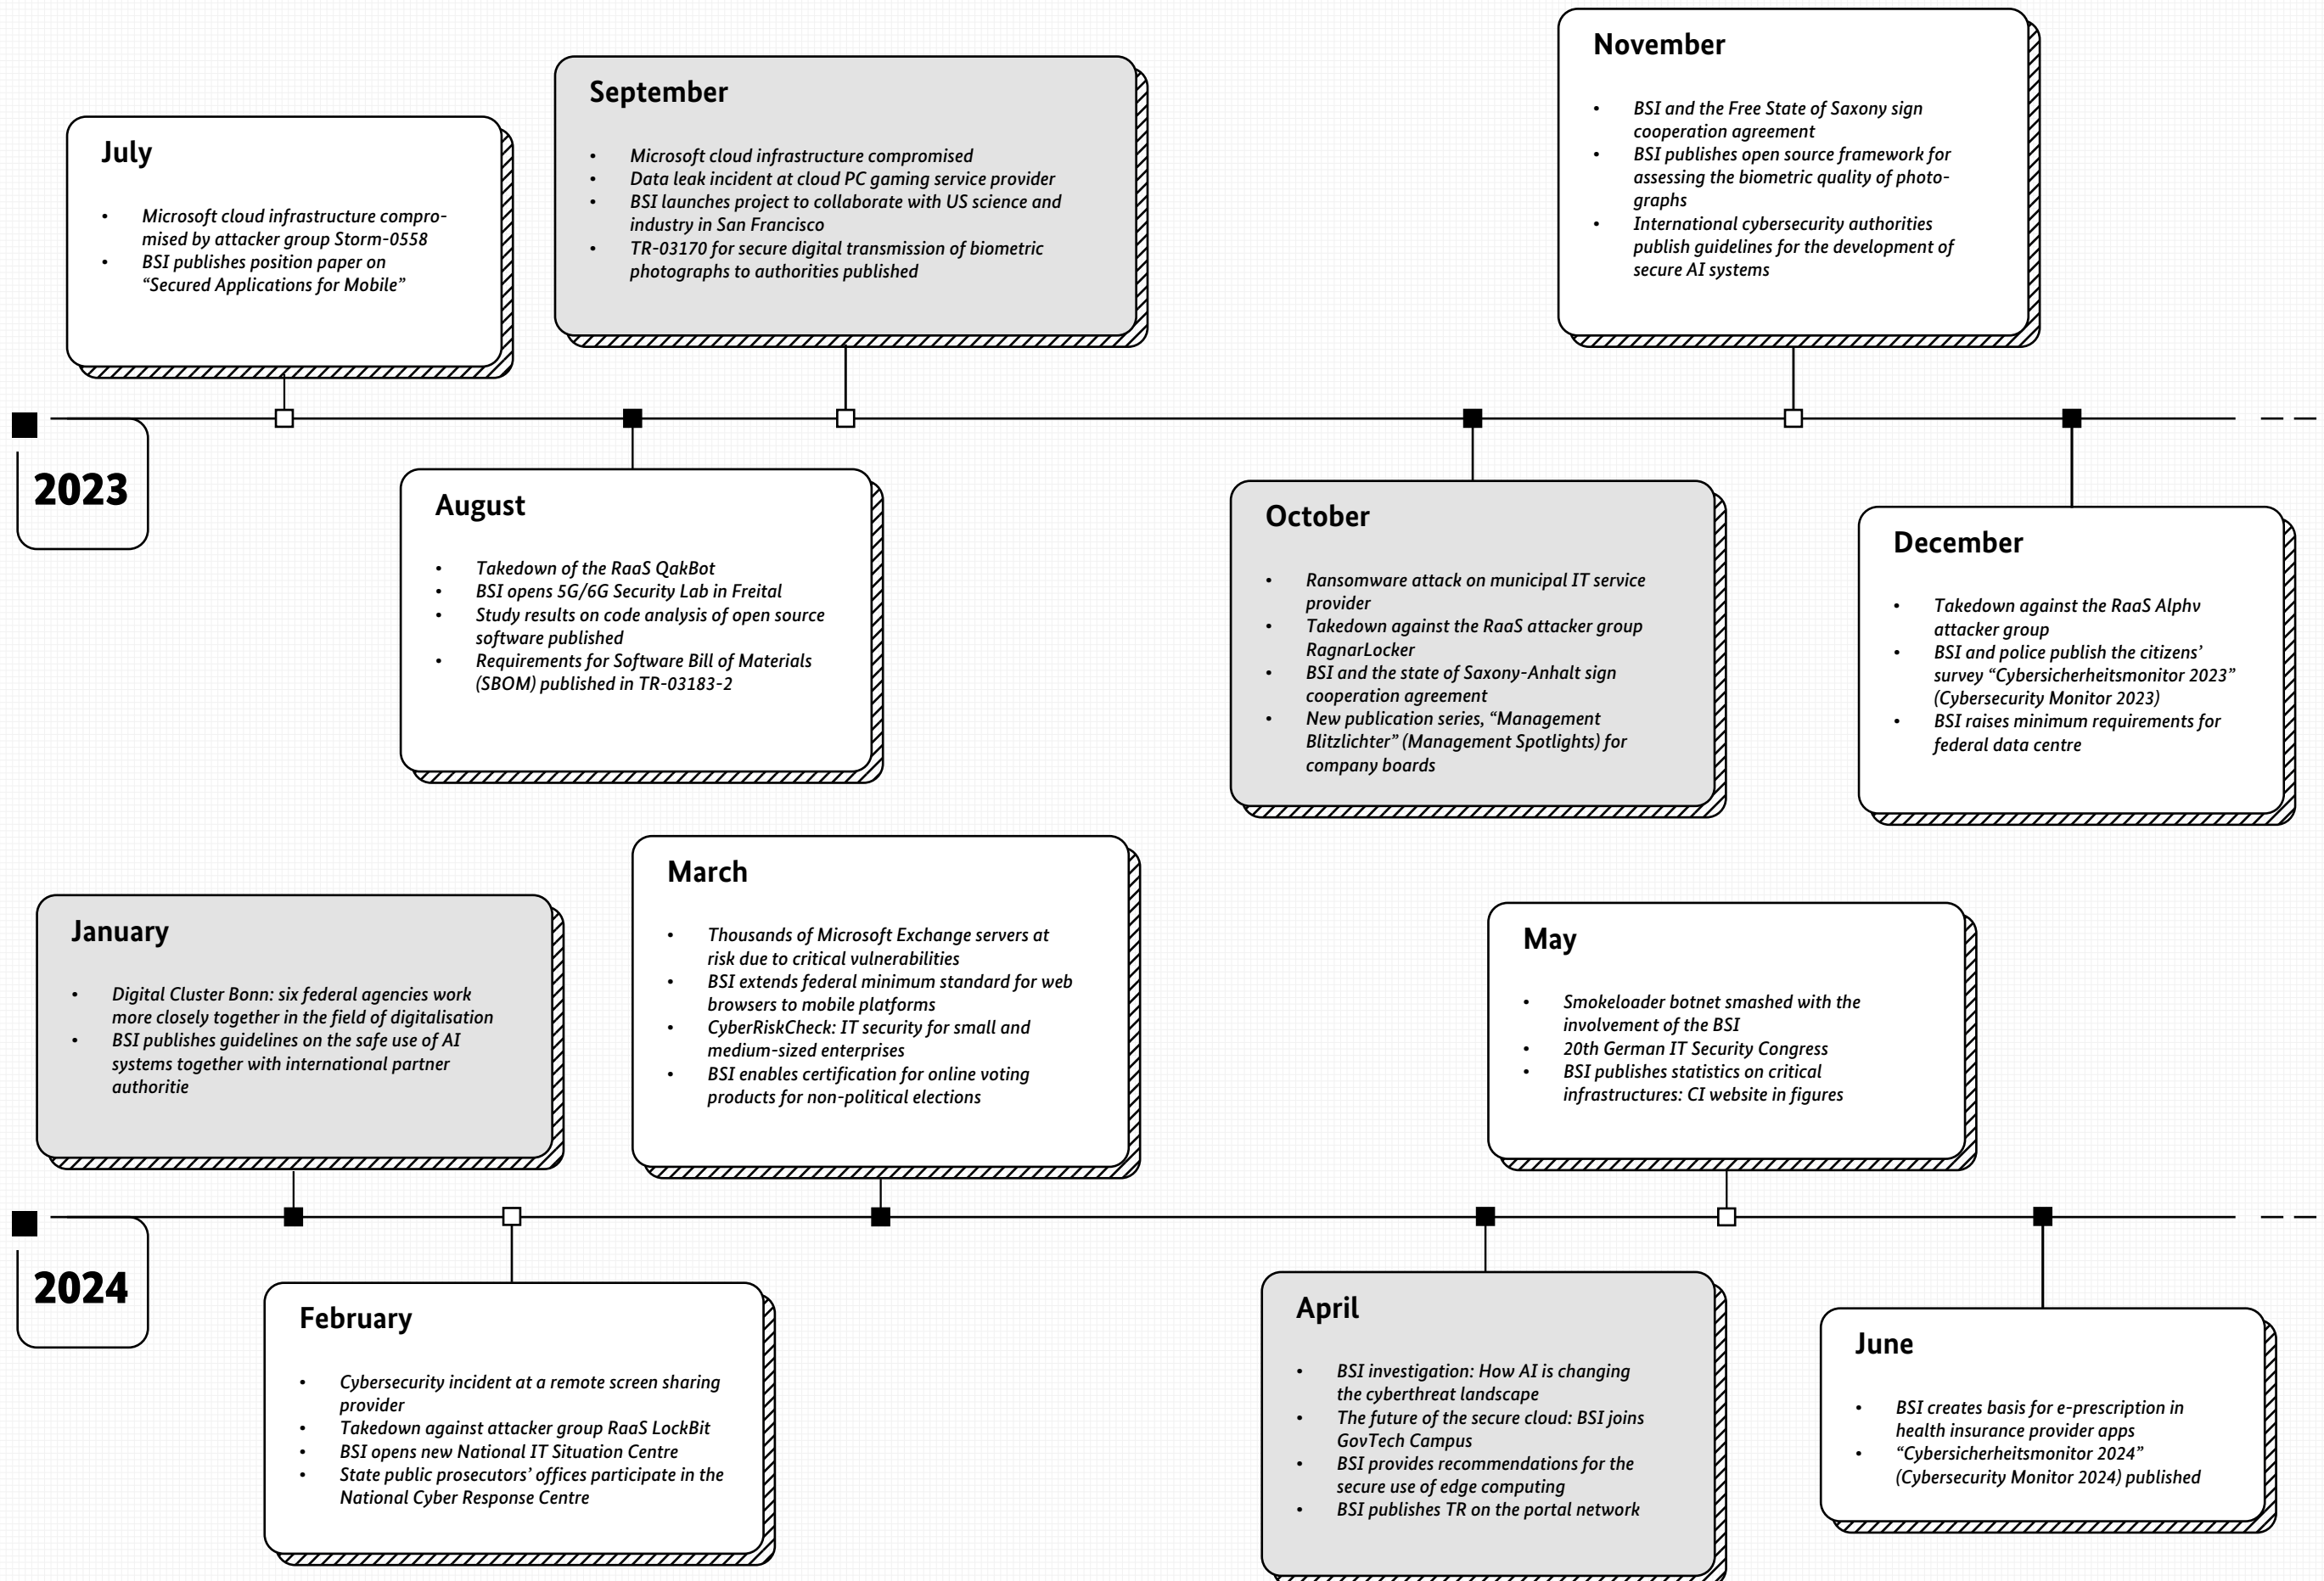 2023
July
• Microsoft cloud infrastructure compro-
mised by attacker group Storm-0558
• BSI publishes position paper on
“Secured Applications for Mobile”
August
• Takedown of the RaaS QakBot
• BSI opens 5G/6G Security Lab in Freital
• Study results on code analysis of open source
software published
• Requirements for Software Bill of Materials
(SBOM) published in TR-03183-2
September
• Microsoft cloud infrastructure compromised
• Data leak incident at cloud PC gaming service provider
• BSI launches project to collaborate with US science and
industry in San Francisco
• TR-03170 for secure digital transmission of biometric
photographs to authorities published
October
• Ransomware attack on municipal IT service
provider
• Takedown against the RaaS attacker group
RagnarLocker
• BSI and the state of Saxony-Anhalt sign
cooperation agreement
• New publication series, “Management
Blitzlichter” (Management Spotlights) for
company boards
November
• BSI and the Free State of Saxony sign
cooperation agreement
• BSI publishes open source framework for
assessing the biometric quality of photo-
graphs
• International cybersecurity authorities
publish guidelines for the development of
secure AI systems
December
• Takedown against the RaaS Alphv
attacker group
• BSI and police publish the citizens’
survey “Cybersicherheitsmonitor 2023”
(Cybersecurity Monitor 2023)
• BSI raises minimum requirements for
federal data centre
2024
January
• Digital Cluster Bonn: six federal agencies work
more closely together in the field of digitalisation
• BSI publishes guidelines on the safe use of AI
systems together with international partner
authoritie
February
• Cybersecurity incident at a remote screen sharing
provider
• Takedown against attacker group RaaS LockBit
• BSI opens new National IT Situation Centre
• State public prosecutors’ offices participate in the
National Cyber Response Centre
March
• Thousands of Microsoft Exchange servers at
risk due to critical vulnerabilities
• BSI extends federal minimum standard for web
browsers to mobile platforms
• CyberRiskCheck: IT security for small and
medium-sized enterprises
• BSI enables certification for online voting
products for non-political elections
April
• BSI investigation: How AI is changing
the cyberthreat landscape
• The future of the secure cloud: BSI joins
GovTech Campus
• BSI provides recommendations for the
secure use of edge computing
• BSI publishes TR on the portal network
May
• Smokeloader botnet smashed with the
involvement of the BSI
• 20th German IT Security Congress
• BSI publishes statistics on critical
infrastructures: CI website in figures
June
• BSI creates basis for e-prescription in
health insurance provider apps
• “Cybersicherheitsmonitor 2024”
(Cybersecurity Monitor 2024) published